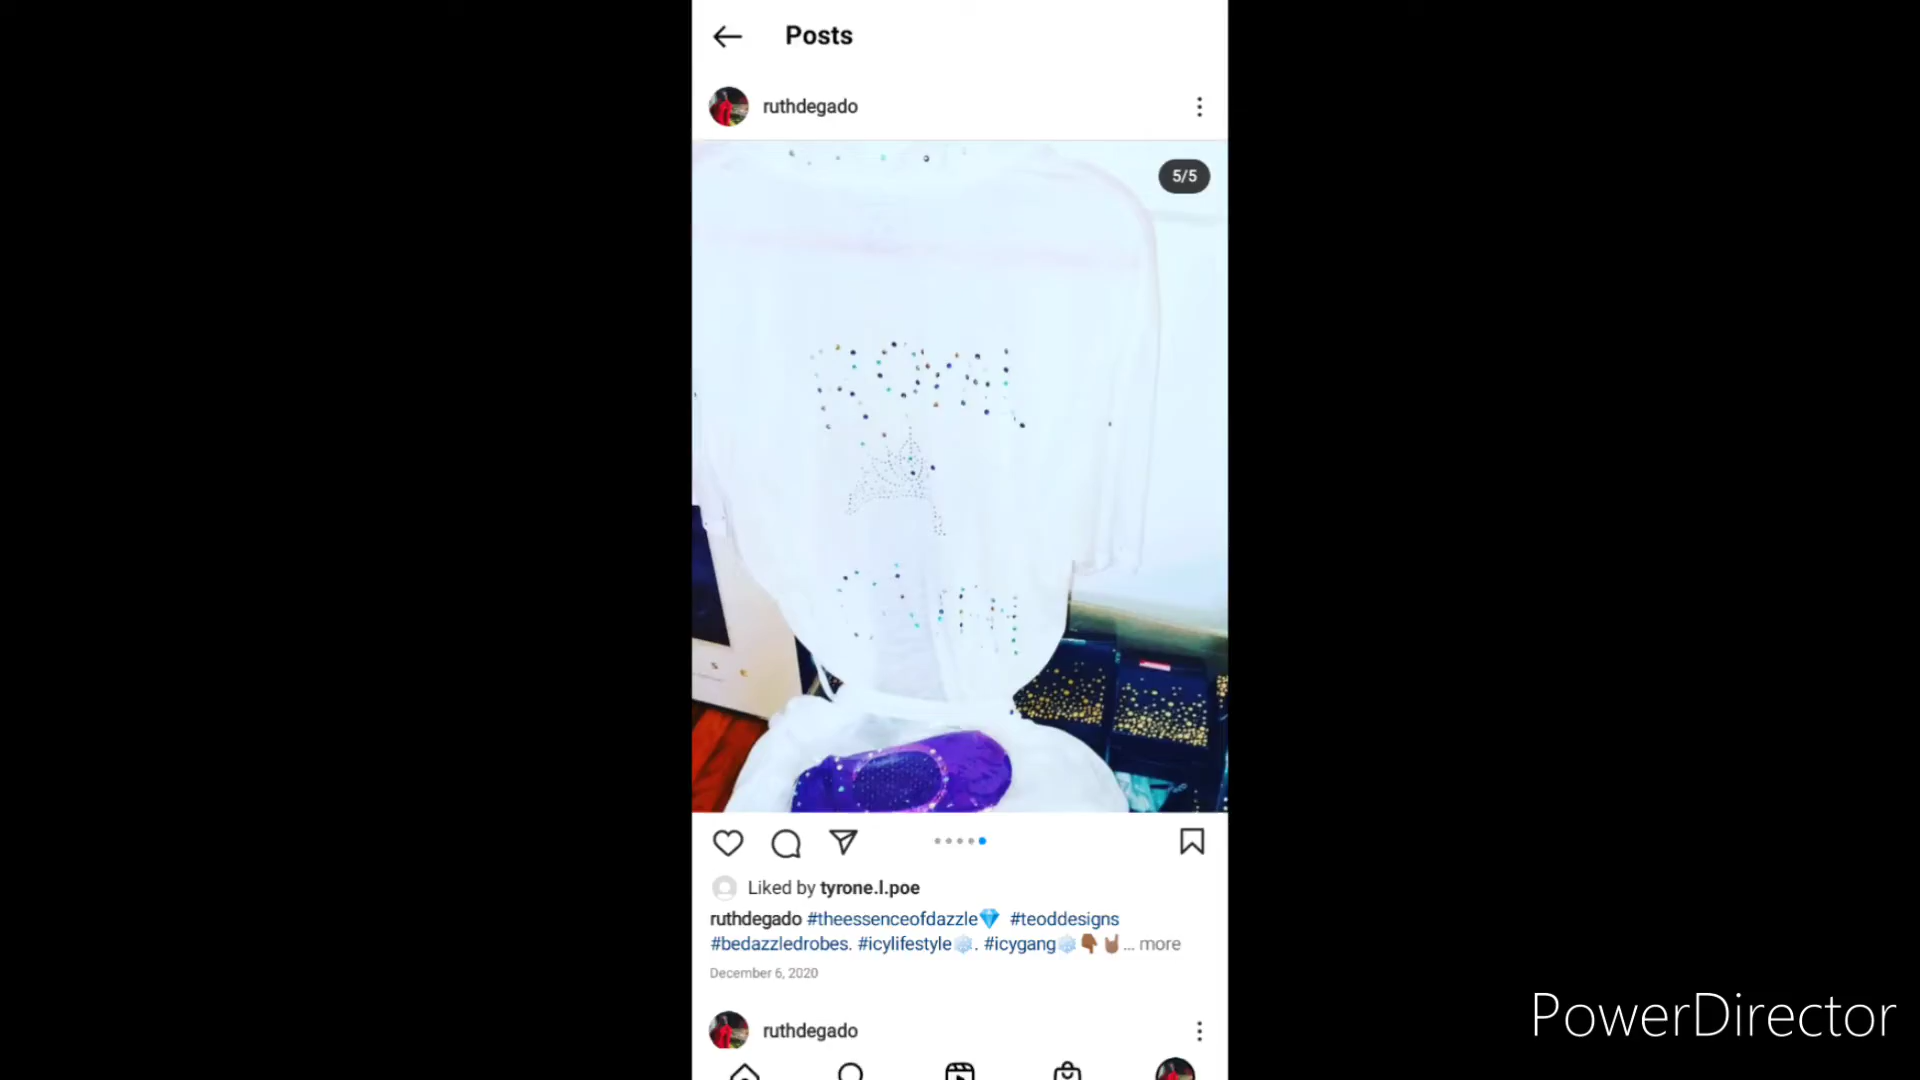 Posts
ruthdegado
5/5
Liked by tyrone.l.poe
ruthdegado #theessenceofdazzle💎 #teoddesigns
#bedazzledrobes. #icylifestyle❄️. #icygang❄️👇🏾🤘🏽... more
December 6, 2020
ruthdegado
PowerDirector